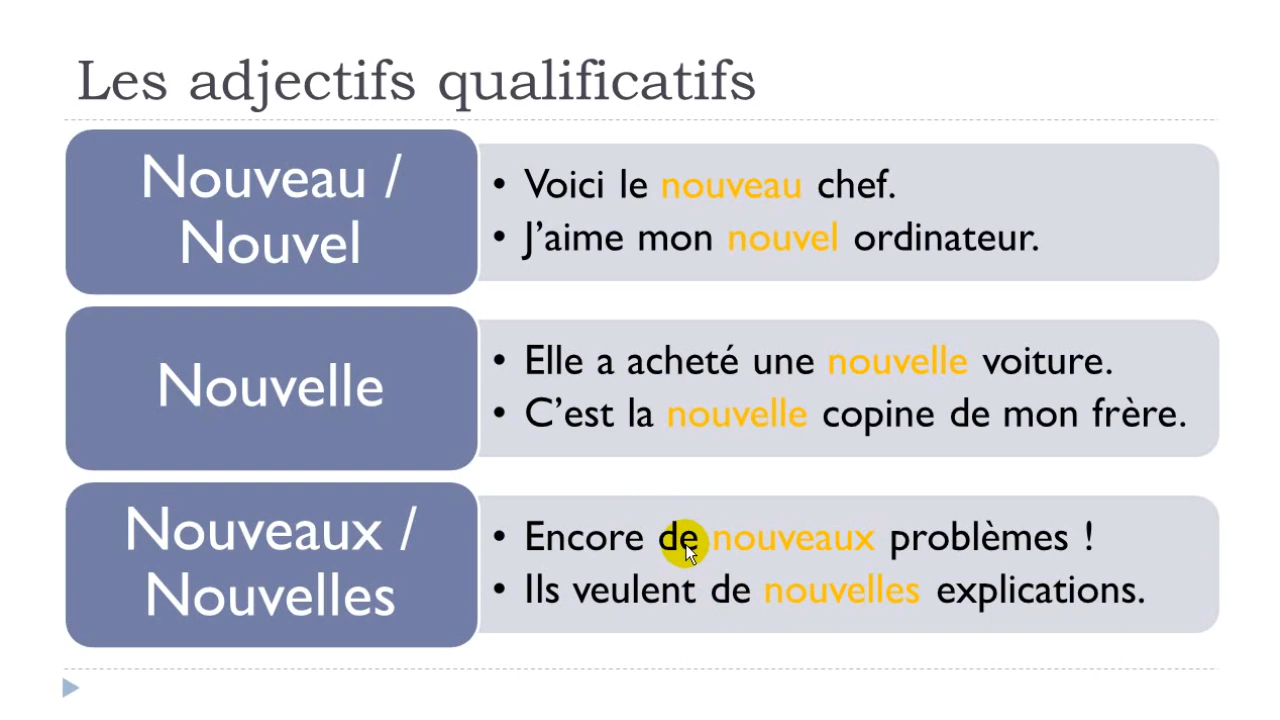 Les adjectifs qualificatifs
Nouveau /
Nouvel
• Voici le nouveau chef.
• J’aime mon nouvel ordinateur.
Nouvelle
• Elle a acheté une nouvelle voiture.
• C’est la nouvelle copine de mon frère.
Nouveaux /
Nouvelles
• Encore de nouveaux problèmes !
• Ils veulent de nouvelles explications.